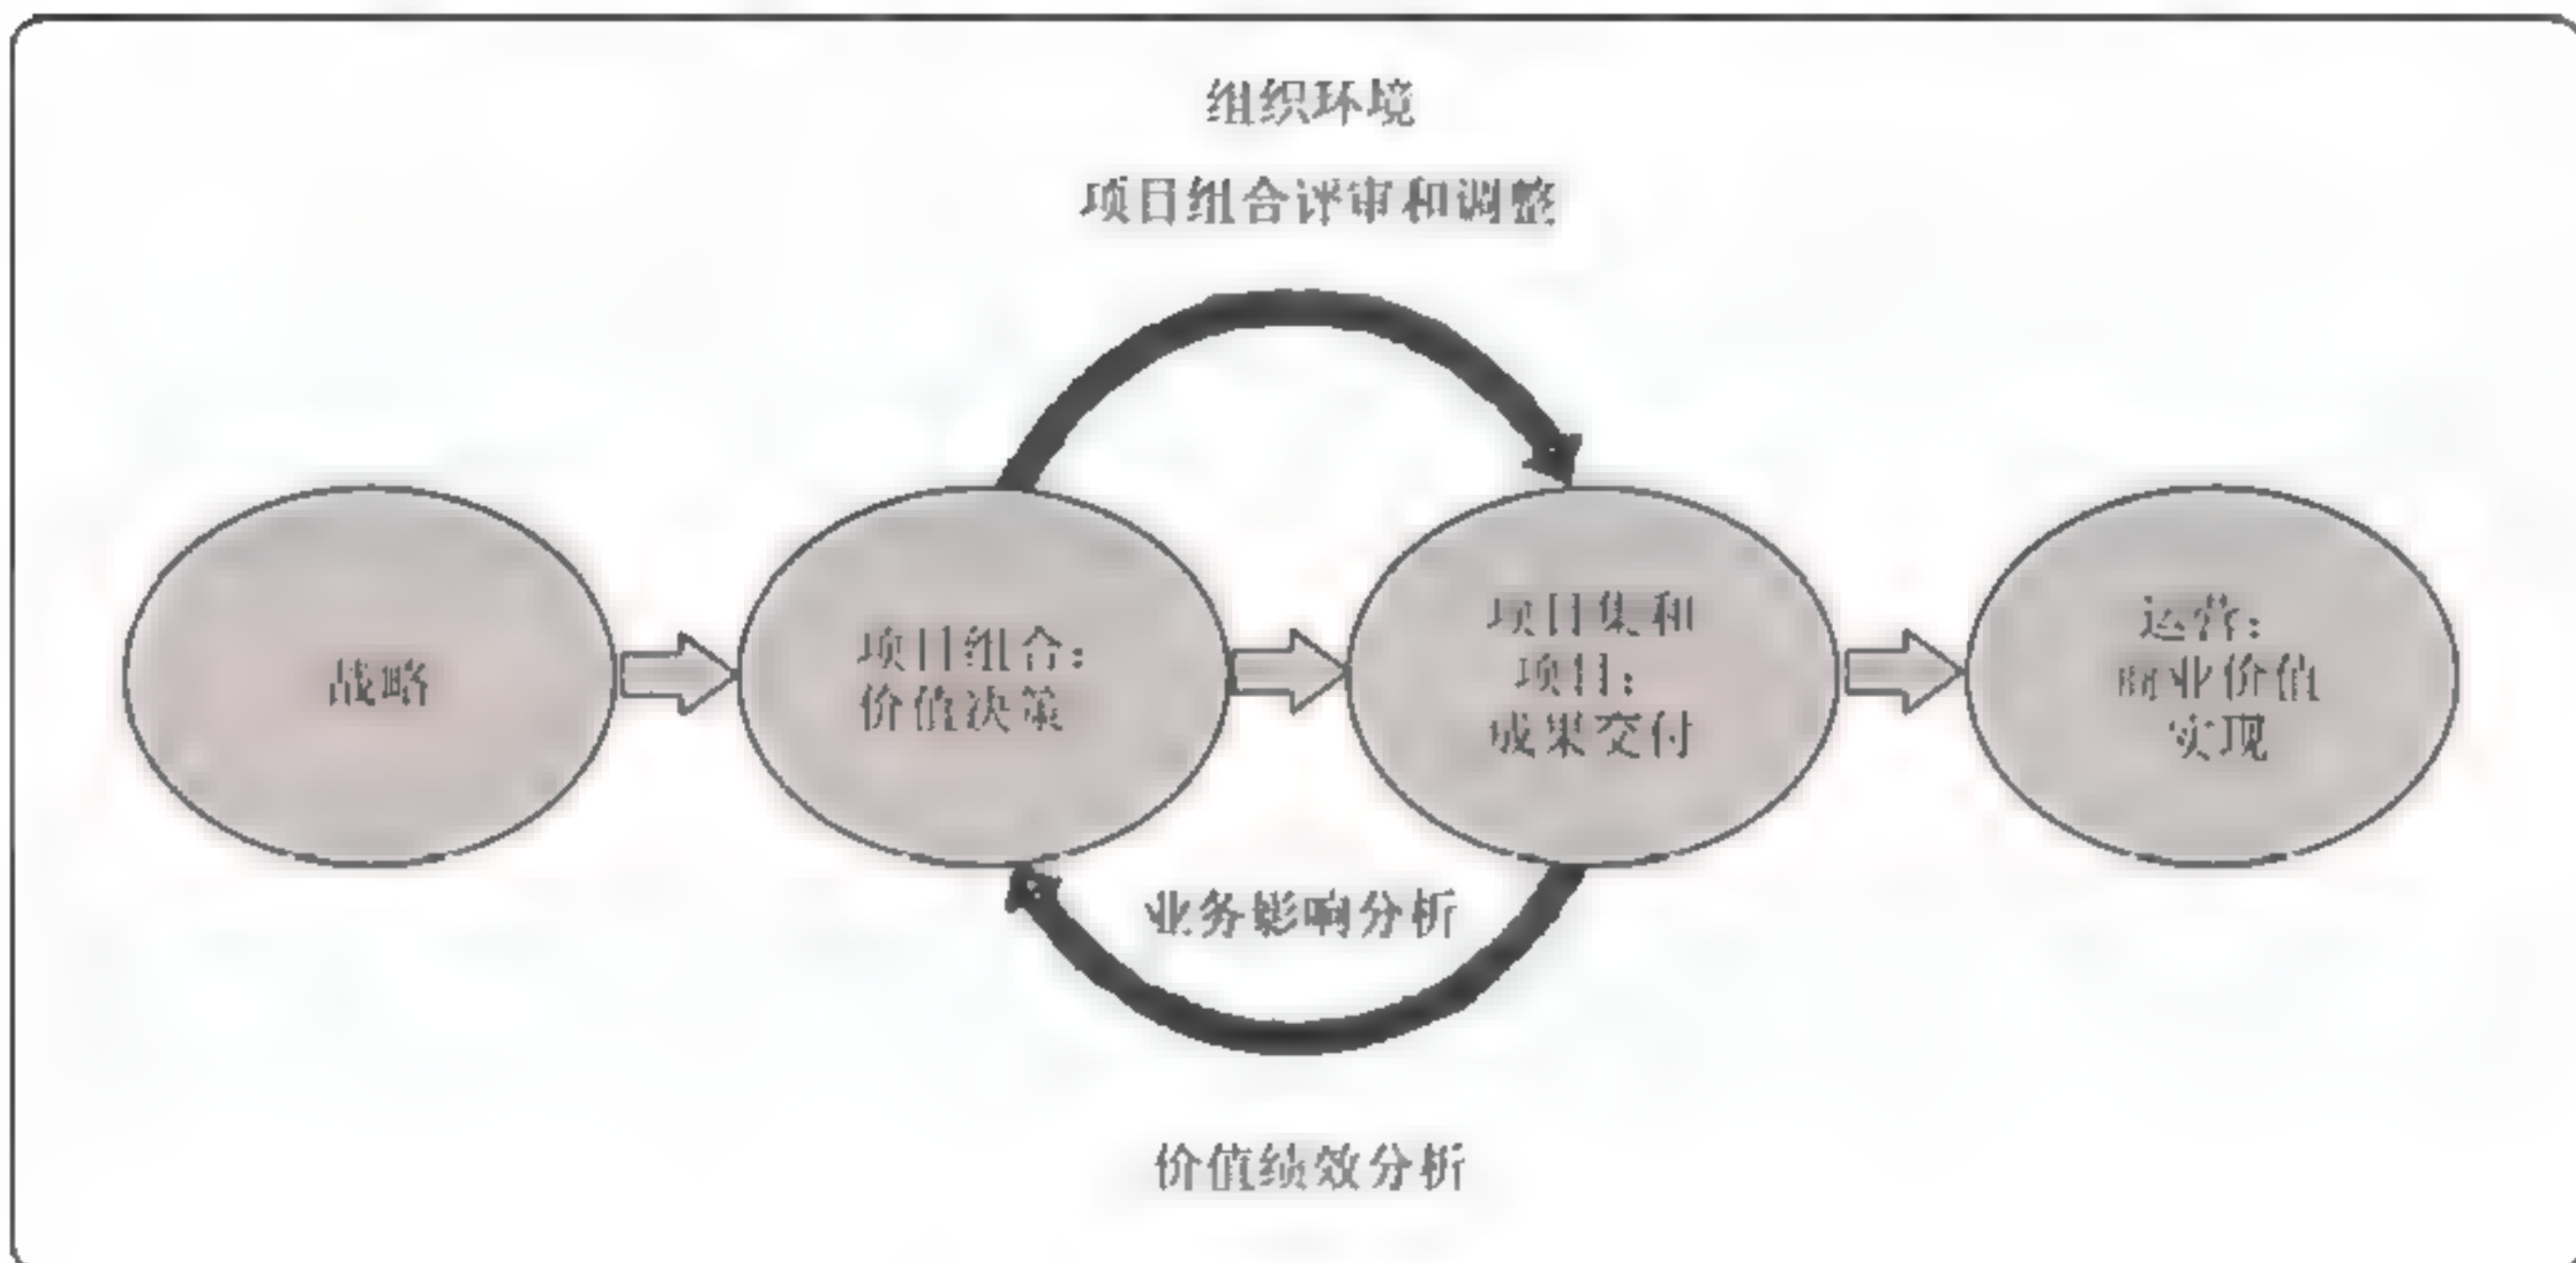 组织环境
项目组合评审和调整
战略
项目组合：
价值决策
项目集和
项目：
成果交付
运营：
商业价值
实现
业务影响分析
价值绩效分析